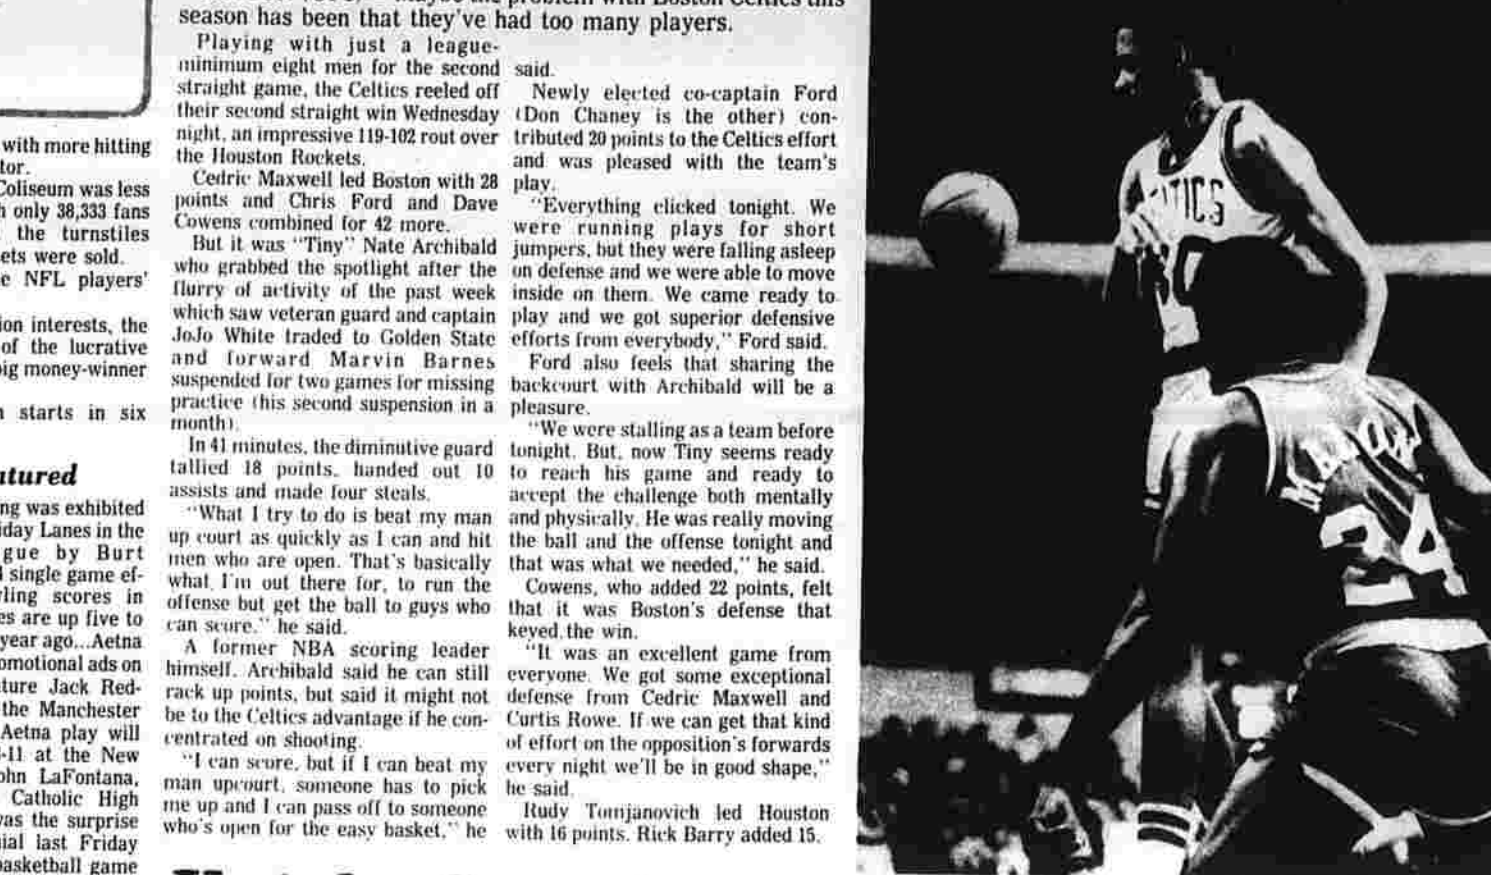 with more hitting
tor.
Coliseum was less
h only 38,333 fans
the turnstiles
ets were sold.
e NFL players'
ion interests, the
of the lucrative
big money-winner
n starts in six
atured
ng was exhibited
iday Lanes in the
gue by Burt
l single game ef-
rling scores in
es are up five to
year ago...Aetna
omotional ads on
ture Jack Red-
the Manchester
Aetna play will
-11 at the New
ohn LaFontana,
Catholic High
vas the surprise
ial last Friday
basketball game
Maybe the problem with Boston Celtics this
season has been that they've had too many players.
Playing with just a league-
minimum eight men for the second
straight game, the Celtics reeled off
their second straight win Wednesday
night, an impressive 119-102 rout over
the Houston Rockets.
Cedric Maxwell led Boston with 28
points and Chris Ford and Dave
Cowens combined for 42 more.
But it was "Tiny" Nate Archibald
who grabbed the spotlight after the
flurry of activity of the past week
which saw veteran guard and captain
JoJo White traded to Golden State
and forward Marvin Barnes
suspended for two games for missing
practice (his second suspension in a
month).
In 41 minutes, the diminutive guard
tallied 18 points, handed out 10
assists and made four steals.
"What I try to do is beat my man
up court as quickly as I can and hit
men who are open. That's basically
what I'm out there for, to run the
offense but get the ball to guys who
can score," he said.
A former NBA scoring leader
himself, Archibald said he can still
rack up points, but said it might not
be to the Celtics advantage if he con-
centrated on shooting.
"I can score, but if I can beat my
man upcourt, someone has to pick
me up and I can pass off to someone
who's open for the easy basket," he
said.
Newly elected co-captain Ford
(Don Chaney is the other) con-
tributed 20 points to the Celtics effort
and was pleased with the team's
play.
"Everything clicked tonight. We
were running plays for short
jumpers, but they were falling asleep
on defense and we were able to move
inside on them. We came ready to
play and we got superior defensive
efforts from everybody," Ford said.
Ford also feels that sharing the
backcourt with Archibald will be a
pleasure.
"We were stalling as a team before
tonight. But, now Tiny seems ready
to reach his game and ready to
accept the challenge both mentally
and physically. He was really moving
the ball and the offense tonight and
that was what we needed," he said.
Cowens, who added 22 points, felt
that it was Boston's defense that
keyed the win.
"It was an excellent game from
everyone. We got some exceptional
defense from Cedric Maxwell and
Curtis Rowe. If we can get that kind
of effort on the opposition's forwards
every night we'll be in good shape,"
he said.
Rudy Tomjanovich led Houston
with 16 points. Rick Barry added 15.
TICS
30
24